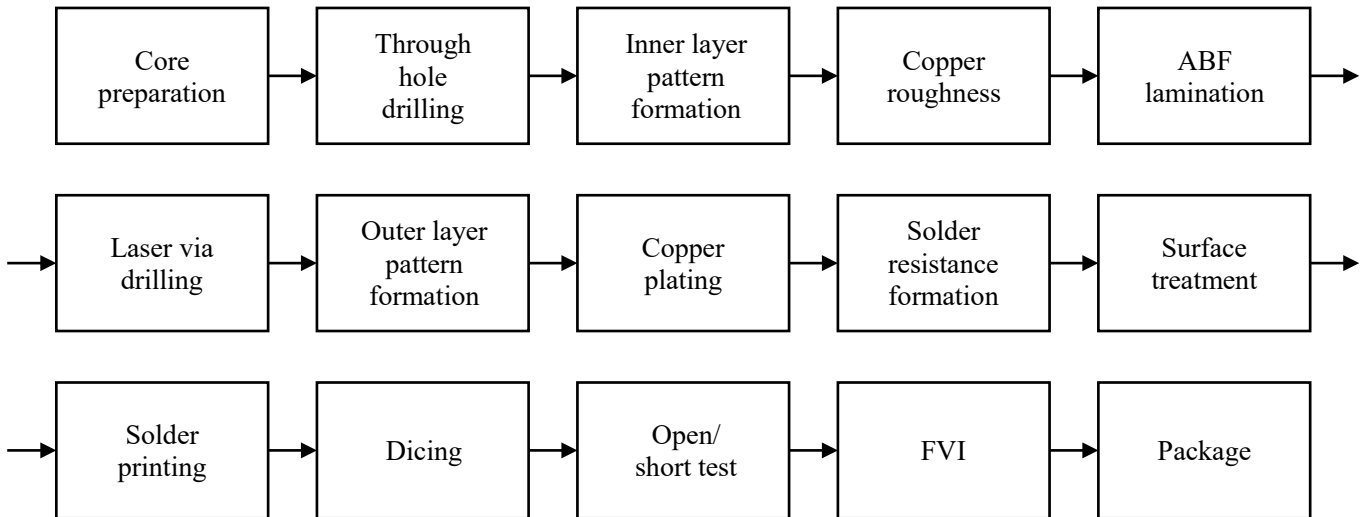 Core
preparation
Through
hole
drilling
Inner layer
pattern
formation
Copper
roughness
ABF
lamination
Laser via
drilling
Outer layer
pattern
formation
Copper
plating
Solder
resistance
formation
Surface
treatment
Solder
printing
Dicing
Open/
short test
FVI
Package